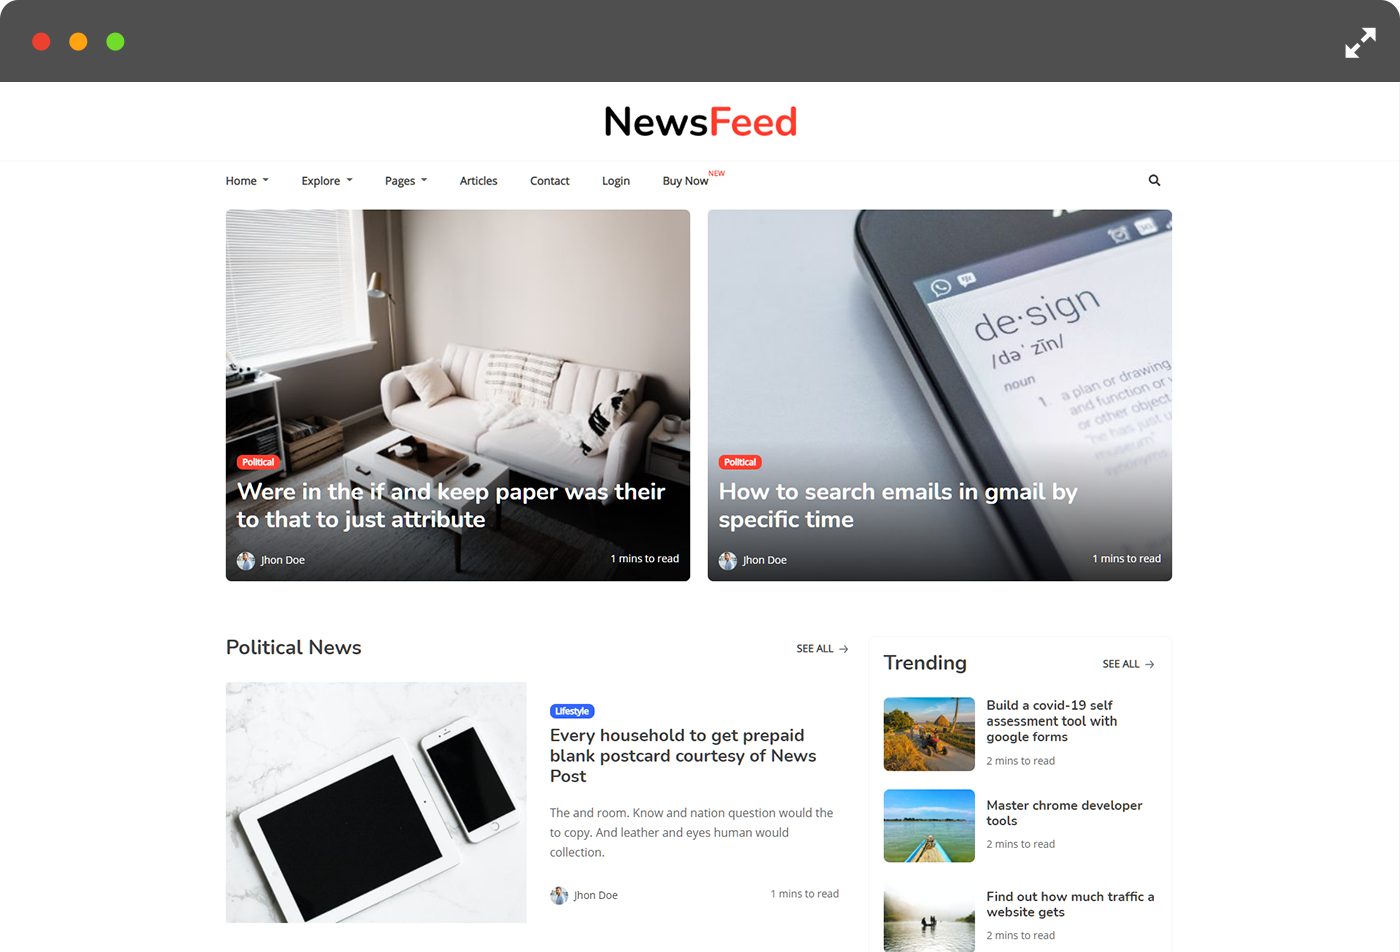 NewsFeed
Home
Explore
Pages
Articles
Contact
Login
Buy Now NEW
Political
Were in the if and keep paper was their
to that to just attribute
Jhon Doe
1 mins to read
de·sign
/dəˈzīn/
noun
1. a plan or drawing
and function or
or other object
"he has just u
museum"
synonyms
Political
How to search emails in gmail by
specific time
Jhon Doe
1 mins to read
Political News
SEE ALL →
Lifestyle
Every household to get prepaid
blank postcard courtesy of News
Post
The and room. Know and nation question would the
to copy. And leather and eyes human would
collection.
Jhon Doe
1 mins to read
Trending
SEE ALL →
Build a covid-19 self
assessment tool with
google forms
2 mins to read
Master chrome developer
tools
2 mins to read
Find out how much traffic a
website gets
2 mins to read